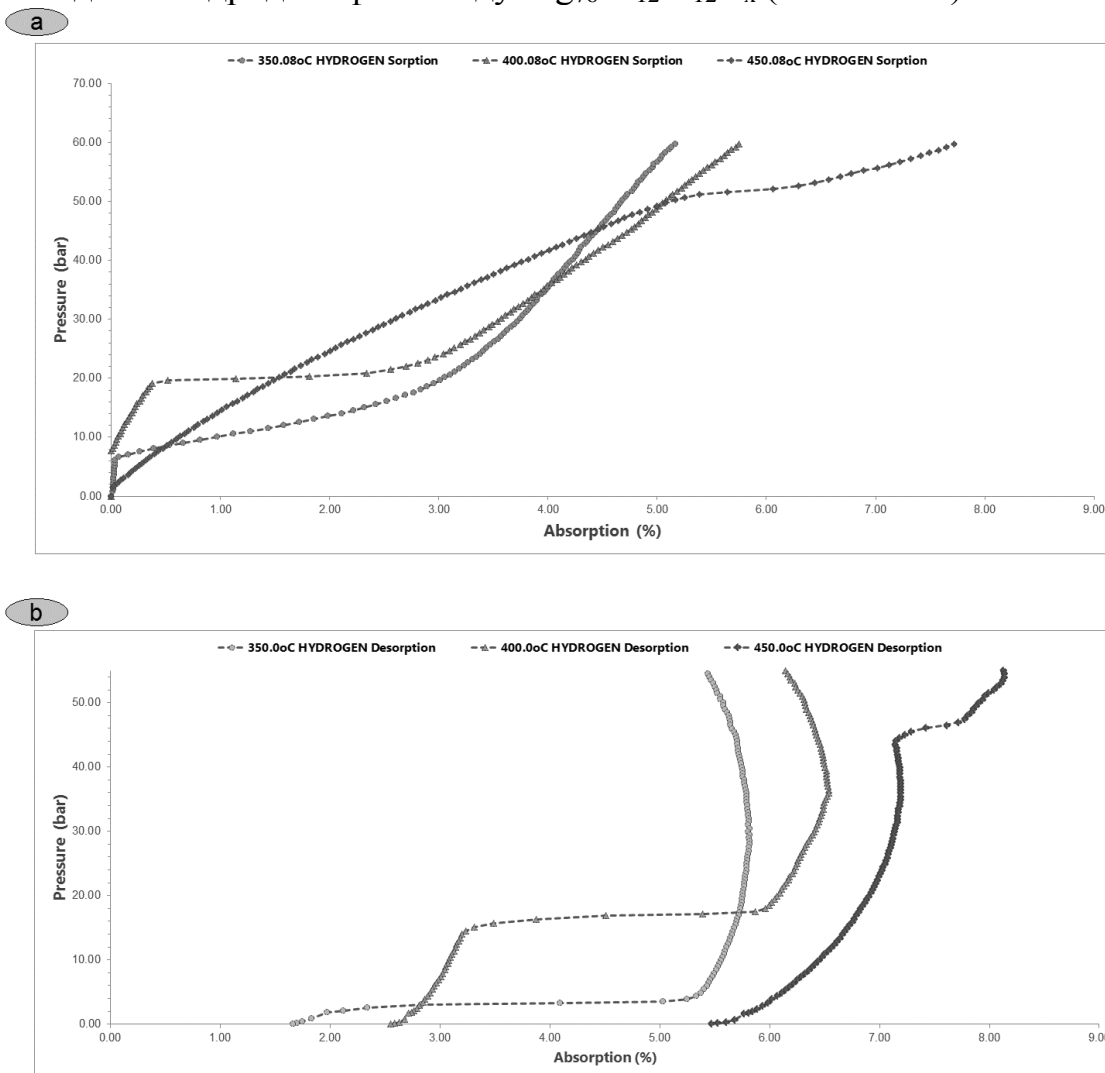 a
350.08oC HYDROGEN Sorption 400.08oC HYDROGEN Sorption 450.08oC HYDROGEN Sorption
70.00
60.00
50.00
40.00
30.00
20.00
10.00
0.00
Pressure (bar)
0.00 1.00 2.00 3.00 4.00 5.00 6.00 7.00 8.00 9.00
Absorption (%)
b
350.0oC HYDROGEN Desorption 400.0oC HYDROGEN Desorption 450.0oC HYDROGEN Desorption
50.00
40.00
30.00
20.00
10.00
0.00
Pressure (bar)
0.00 1.00 2.00 3.00 4.00 5.00 6.00 7.00 8.00 9.00
Absorption (%)